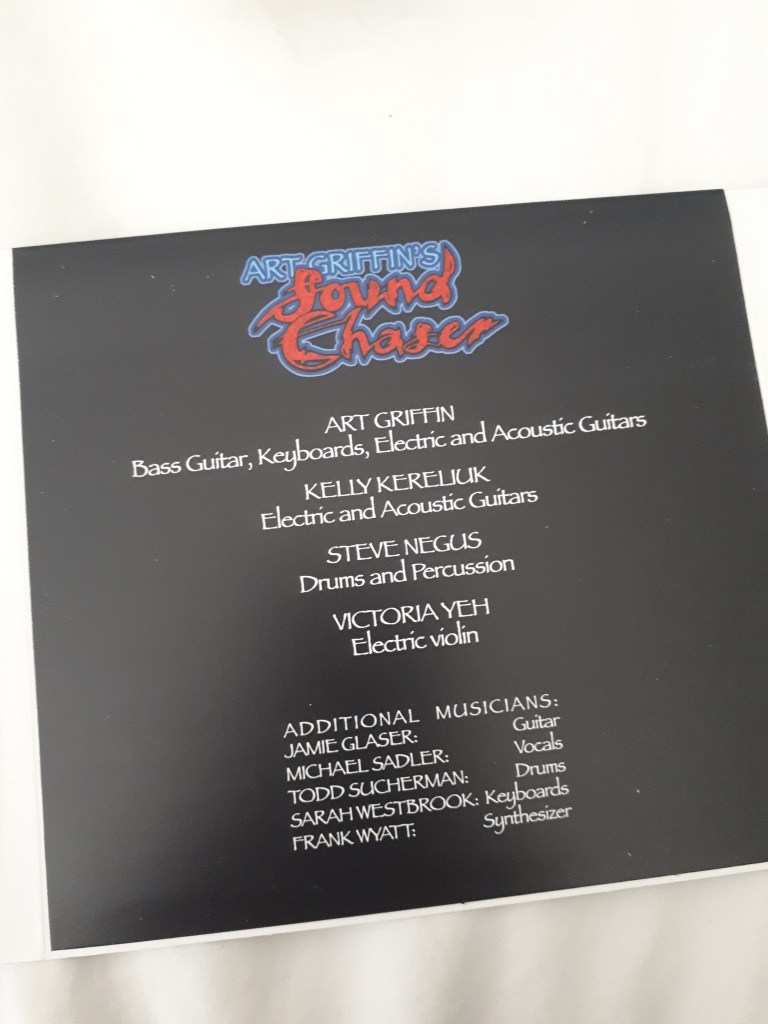 ART GRIFFIN'S
Sound
Chaser
ART GRIFFIN
Bass Guitar, Keyboards, Electric and Acoustic Guitars
KELLY KERELIUK
Electric and Acoustic Guitars
STEVE NEGUS
Drums and Percussion
VICTORIA YEH
Electric violin
ADDITIONAL MUSICIANS:
JAMIE GLASER: Guitar
MICHAEL SADLER: Vocals
TODD SUCHERMAN: Drums
SARAH WESTBROOK: Keyboards
FRANK WYATT: Synthesizer